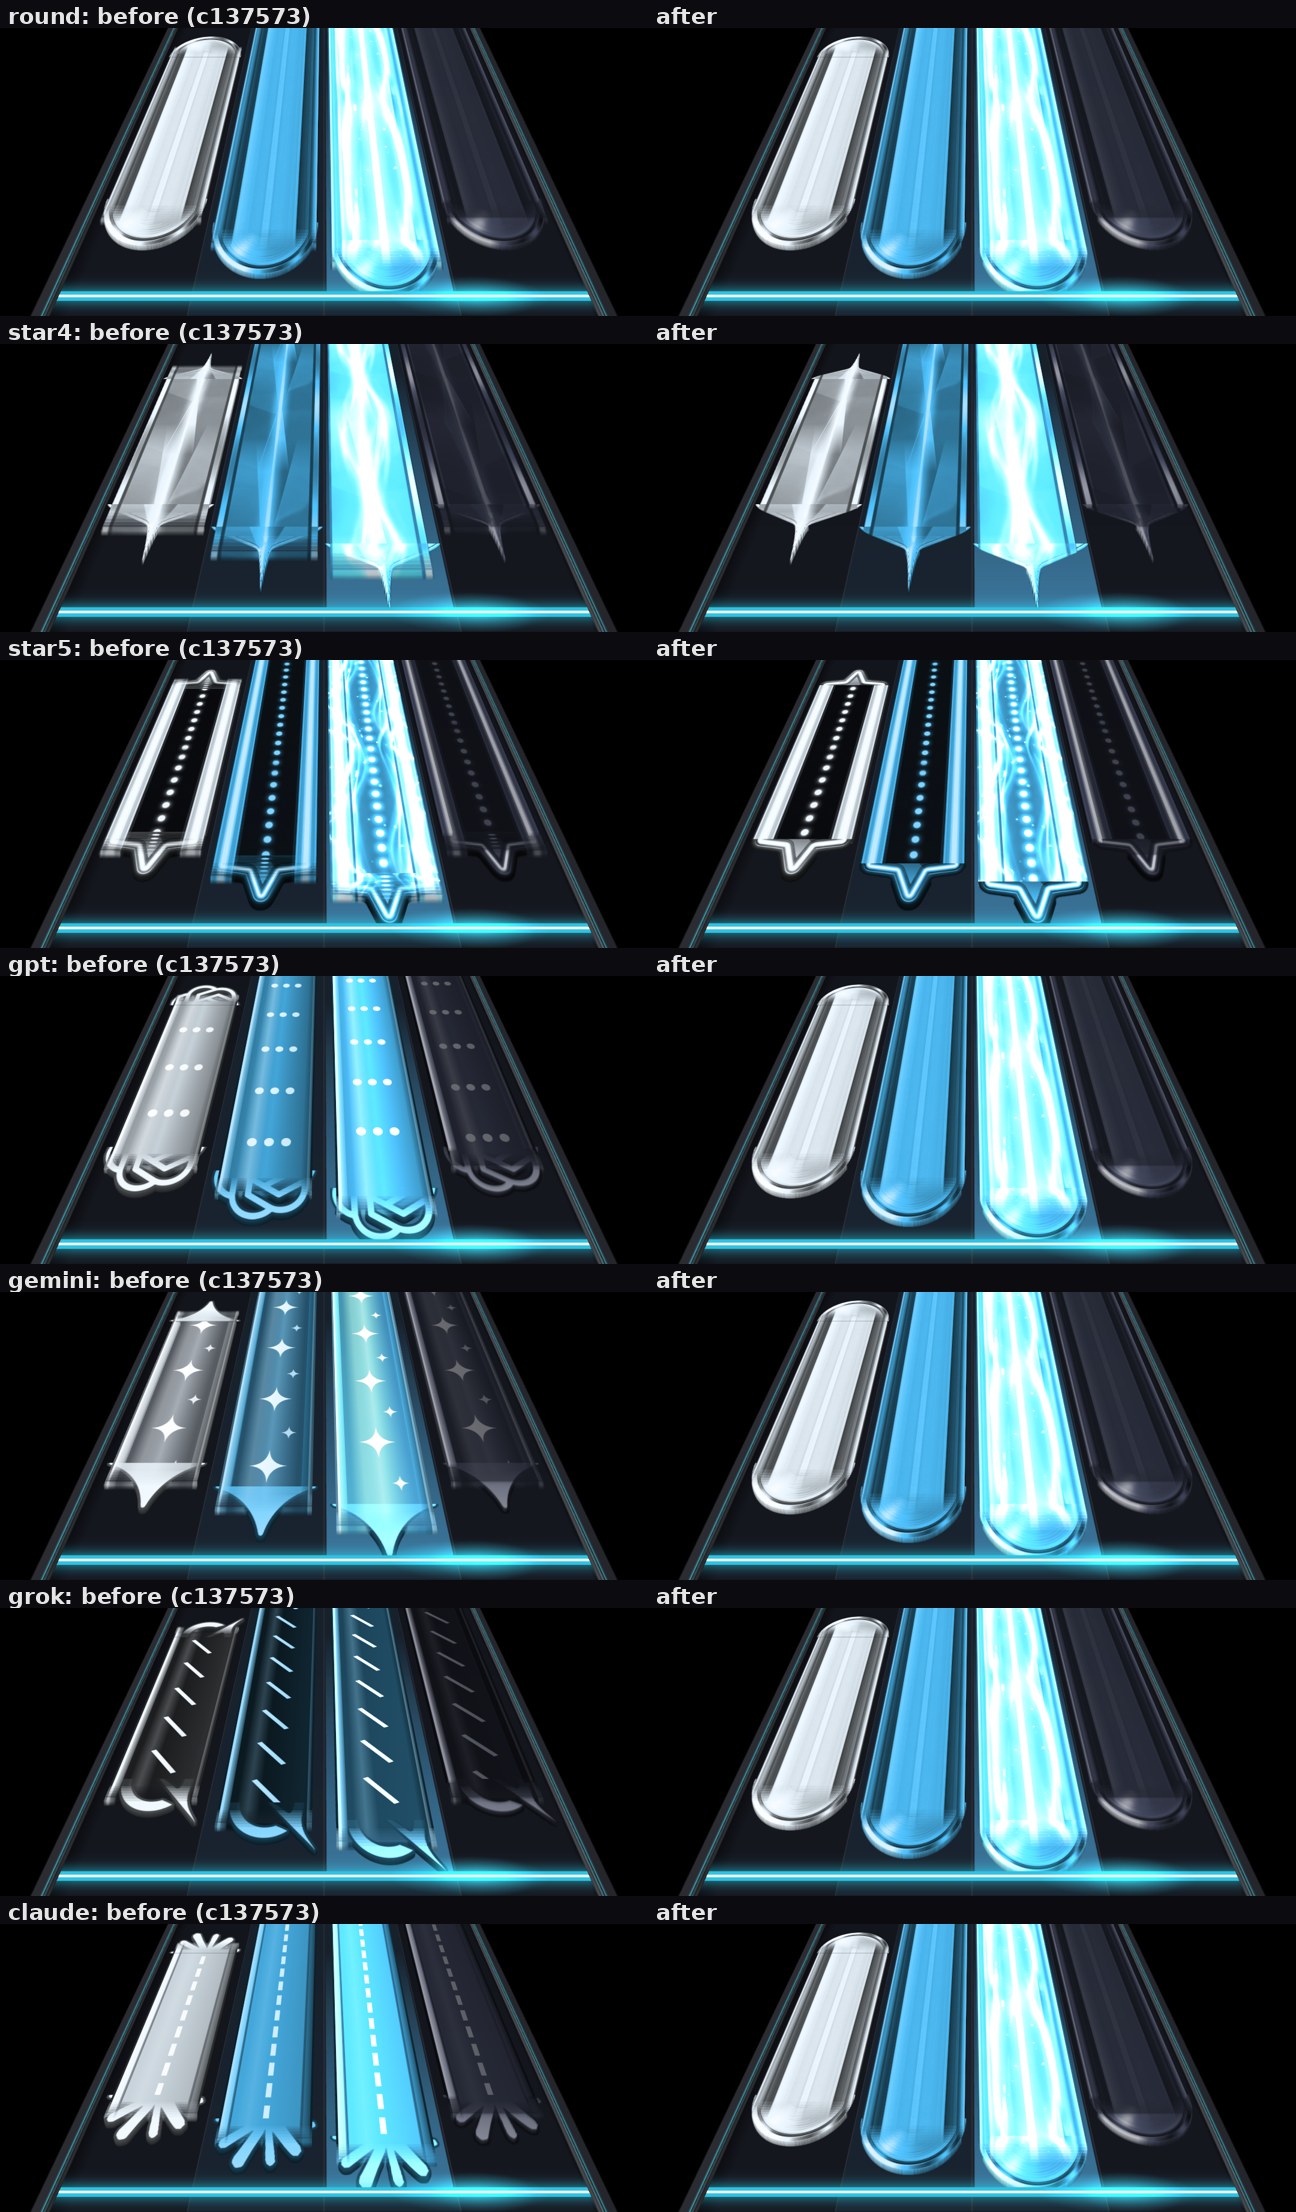 round: before (c137573)
after
star4: before (c137573)
after
star5: before (c137573)
after
gpt: before (c137573)
after
gemini: before (c137573)
after
grok: before (c137573)
after
claude: before (c137573)
after